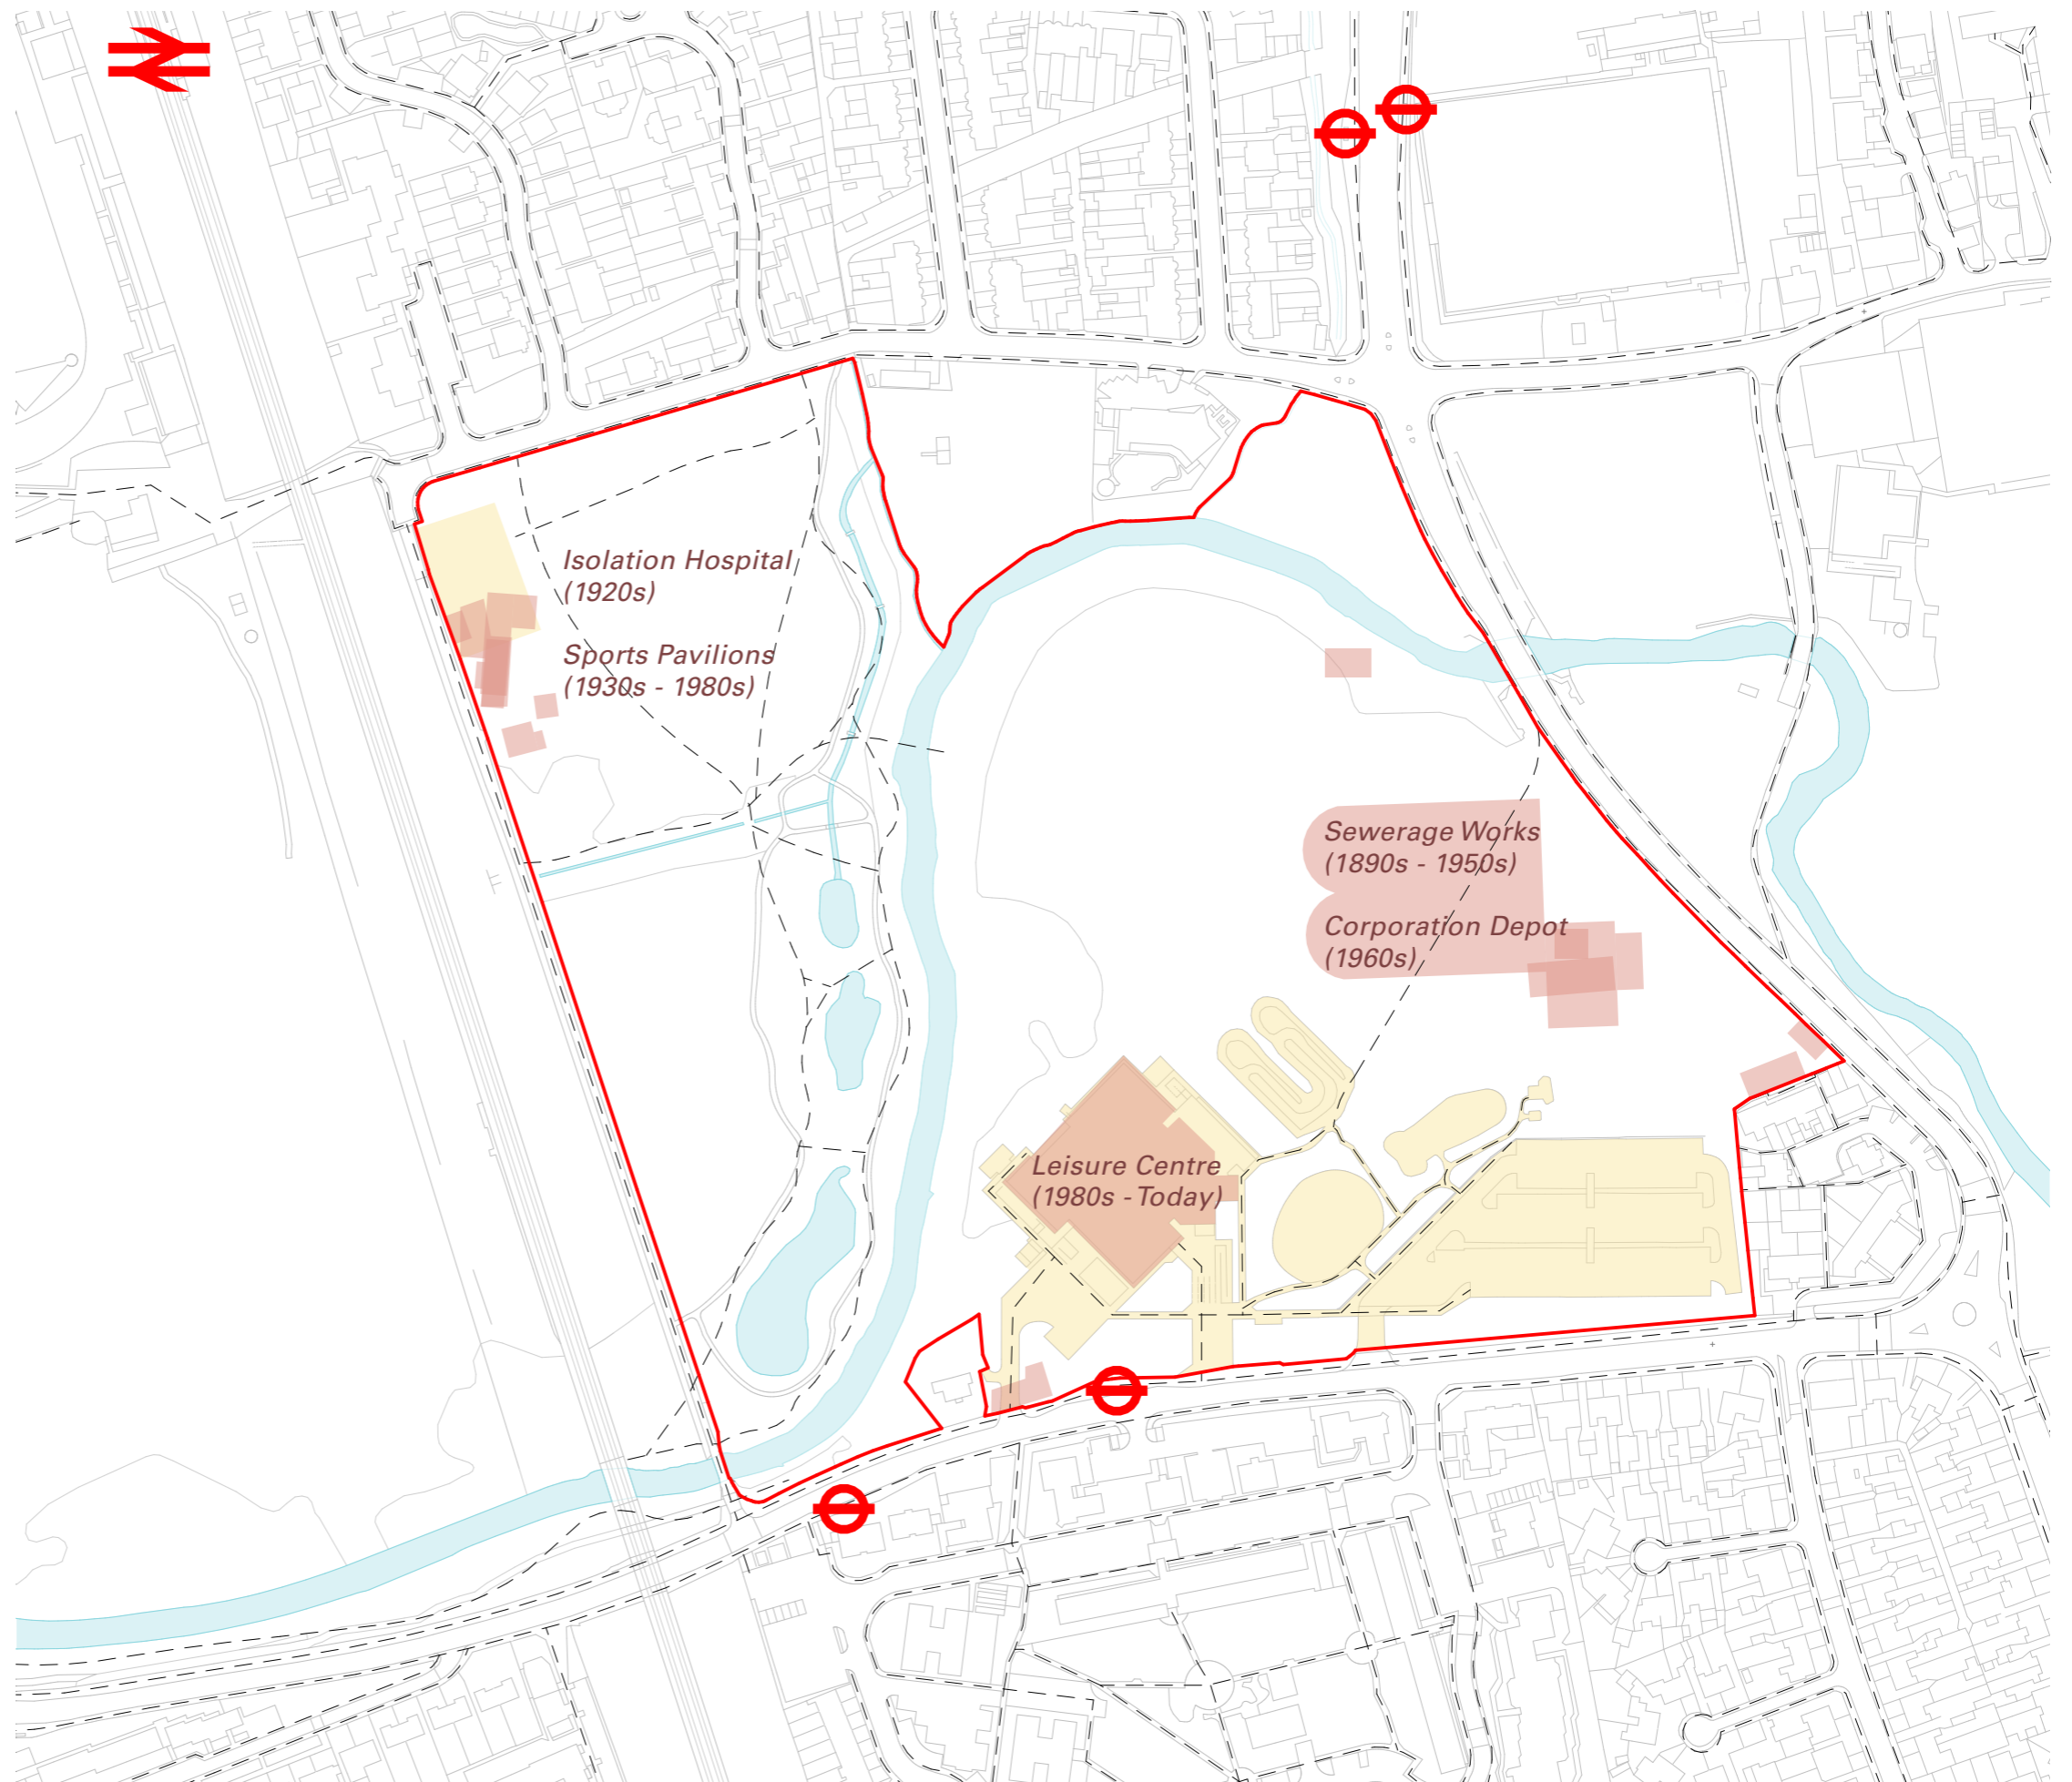 Isolation Hospital
(1920s)
Sports Pavilions
(1930s - 1980s)
Sewerage Works
(1890s - 1950s)
Corporation Depot
(1960s)
Leisure Centre
(1980s - Today)